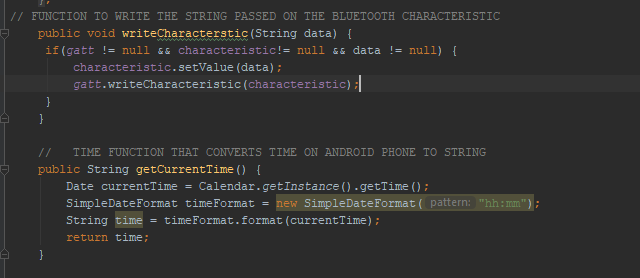 };
// FUNCTION TO WRITE THE STRING PASSED ON THE BLUETOOTH CHARACTERISTIC
public void writeCharacterstic(String data) {
if(gatt != null && characteristic!= null && data != null) {
characteristic.setValue(data);
gatt.writeCharacteristic(characteristic);
}
}
// TIME FUNCTION THAT CONVERTS TIME ON ANDROID PHONE TO STRING
public String getCurrentTime() {
Date currentTime = Calendar.getInstance().getTime();
SimpleDateFormat timeFormat = new SimpleDateFormat( pattern: "hh:mm");
String time = timeFormat.format(currentTime);
return time;
}